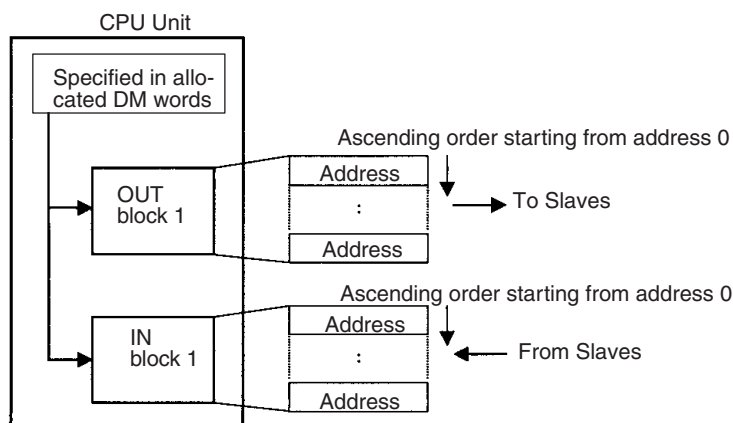 CPU Unit
Specified in allo-
cated DM words
Ascending order starting from address 0
Address
OUT
block 1
:
To Slaves
Address
Ascending order starting from address 0
Address
IN
block 1
:
From Slaves
Address